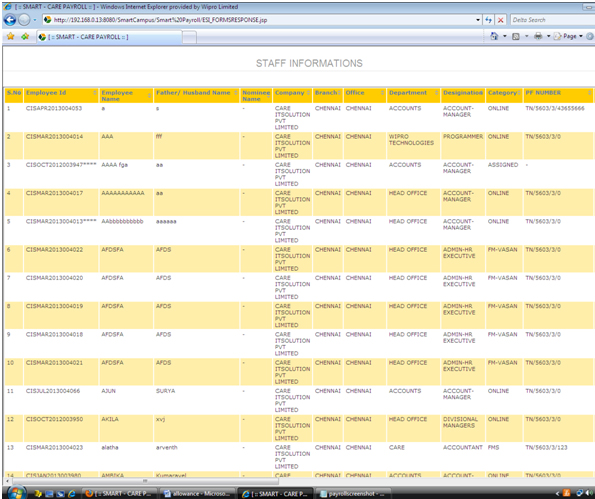 [ :: SMART - CARE PAYROLL :: ] - Windows Internet Explorer provided by Wipro Limited
http://192.168.0.13:8080/SmartCampus/Smart%20Payroll/ESI_FORMSRESPONSE.jsp Delta Search
[ :: SMART - CARE PAYROLL :: ] Page
STAFF INFORMATIONS
S.No Employee Id Employee Name Father/ Husband Name Nominee Name Company Branch Office Department Designation Category PF NUMBER
1 CISAPR2013004053 a s - CARE ITSOLUTION PVT LIMITED CHENNAI CHENNAI ACCOUNTS ACCOUNT-MANAGER ONLINE TN/5603/3/43655666
2 CISMAR2013004014 AAA fff - CARE ITSOLUTION PVT LIMITED CHENNAI CHENNAI WIPRO TECHNOLOGIES PROGRAMMER ONLINE TN/5603/3/0
3 CISOCT2012003947**** AAAA fga aa - CARE ITSOLUTION PVT LIMITED CHENNAI CHENNAI ACCOUNTS ACCOUNT-MANAGER ASSIGNED -
4 CISMAR2013004017 AAAAAAAAAAA aa - CARE ITSOLUTION PVT LIMITED CHENNAI CHENNAI HEAD OFFICE ACCOUNT-MANAGER ONLINE TN/5603/3/0
5 CISMAR2013004013**** AAbbbbbbbbbb aaaaaa - CARE ITSOLUTION PVT LIMITED CHENNAI CHENNAI HEAD OFFICE ACCOUNT-MANAGER ONLINE TN/5603/3/0
6 CISMAR2013004022 AFDSFA AFDS - CARE ITSOLUTION PVT LIMITED CHENNAI CHENNAI HEAD OFFICE ADMIN-HR EXECUTIVE FM-VASAN TN/5603/3/0
7 CISMAR2013004020 AFDSFA AFDS - CARE ITSOLUTION PVT LIMITED CHENNAI CHENNAI HEAD OFFICE ADMIN-HR EXECUTIVE FM-VASAN TN/5603/3/0
8 CISMAR2013004019 AFDSFA AFDS - CARE ITSOLUTION PVT LIMITED CHENNAI CHENNAI HEAD OFFICE ADMIN-HR EXECUTIVE FM-VASAN TN/5603/3/0
9 CISMAR2013004018 AFDSFA AFDS - CARE ITSOLUTION PVT LIMITED CHENNAI CHENNAI HEAD OFFICE ADMIN-HR EXECUTIVE FM-VASAN TN/5603/3/0
10 CISMAR2013004021 AFDSFA AFDS - CARE ITSOLUTION PVT LIMITED CHENNAI CHENNAI HEAD OFFICE ADMIN-HR EXECUTIVE FM-VASAN TN/5603/3/0
11 CISJUL2013004066 AJUN SURYA - CARE ITSOLUTION PVT LIMITED CHENNAI CHENNAI ACCOUNTS ACCOUNT-MANAGER ONLINE TN/5603/3/0
12 CISOCT2012003950 AKILA xvj - CARE ITSOLUTION PVT LIMITED CHENNAI CHENNAI HEAD OFFICE DIVISIONAL MANAGERS ONLINE TN/5603/3/0
13 CISMAR2013004023 alatha arventh - CARE ITSOLUTION PVT LIMITED CHENNAI CHENNAI CARE ACCOUNTANT FMS TN/5603/3/123
14 CISJAN2013003980 AMBIKA Kumaravel - CARE CHENNAI CHENNAI HEAD OFFICE ACCOUNT- ONLINE TN/5603/3/0
[ :: SMART - CARE P... allowance - Microso... [ :: SMART - CARE P... payrollscreenshot - ...